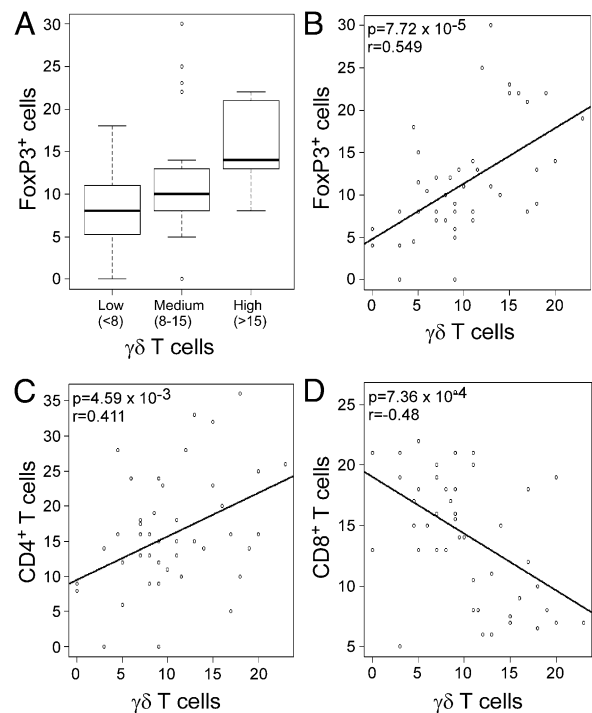 A
B
FoxP3+ cells
30
25
20
15
10
5
0
Low
(<8)
Medium
(8-15)
High
(>15)
γδ T cells
p=7.72 x 10-5
r=0.549
FoxP3+ cells
30
25
20
15
10
5
0
0 5 10 15 20
γδ T cells
C
D
p=4.59 x 10-3
r=0.411
CD4+ T cells
35
30
25
20
15
10
5
0
0 5 10 15 20
γδ T cells
p=7.36 x 10-4
r=-0.48
CD8+ T cells
25
20
15
10
5
0 5 10 15 20
γδ T cells